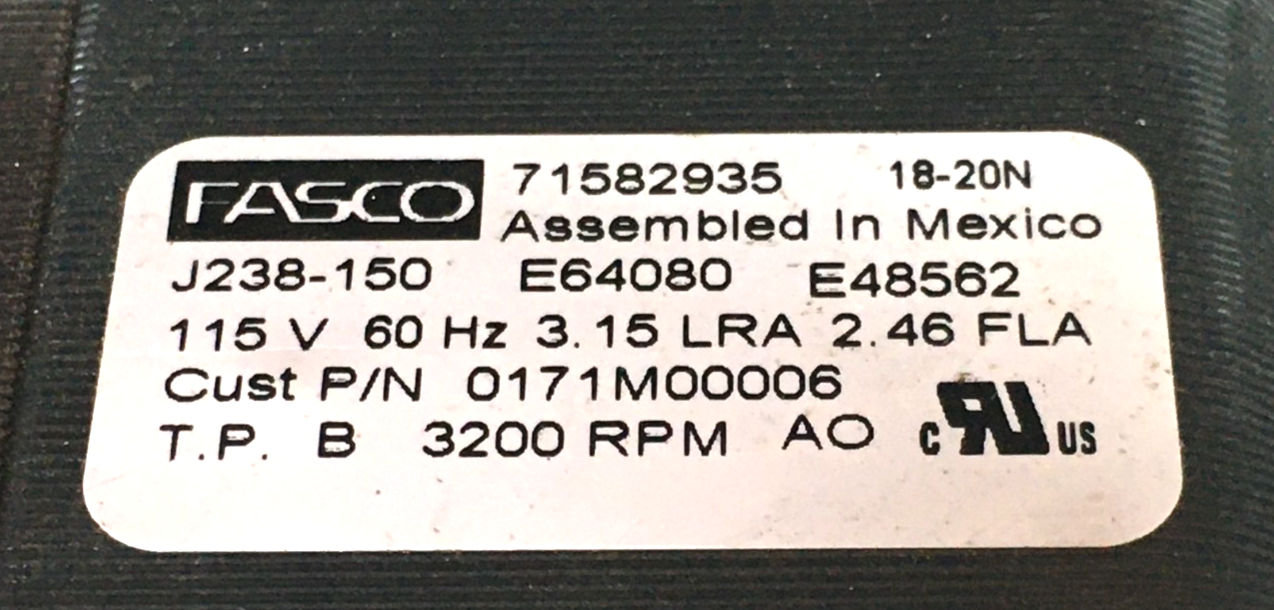 FASCO 71582935 18-20N
Assembled In Mexico
J238-150 E64080 E48562
115 V 60 Hz 3.15 LRA 2.46 FLA
Cust P/N 0171M00006
T.P. B 3200 RPM AO c RU US